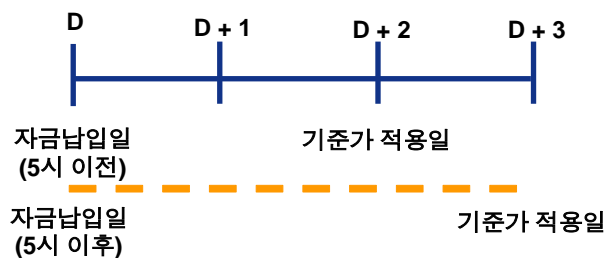 D D + 1 D + 2 D + 3
자금납입일 기준가 적용일
(5시 이전)
자금납입일 기준가 적용일
(5시 이후)